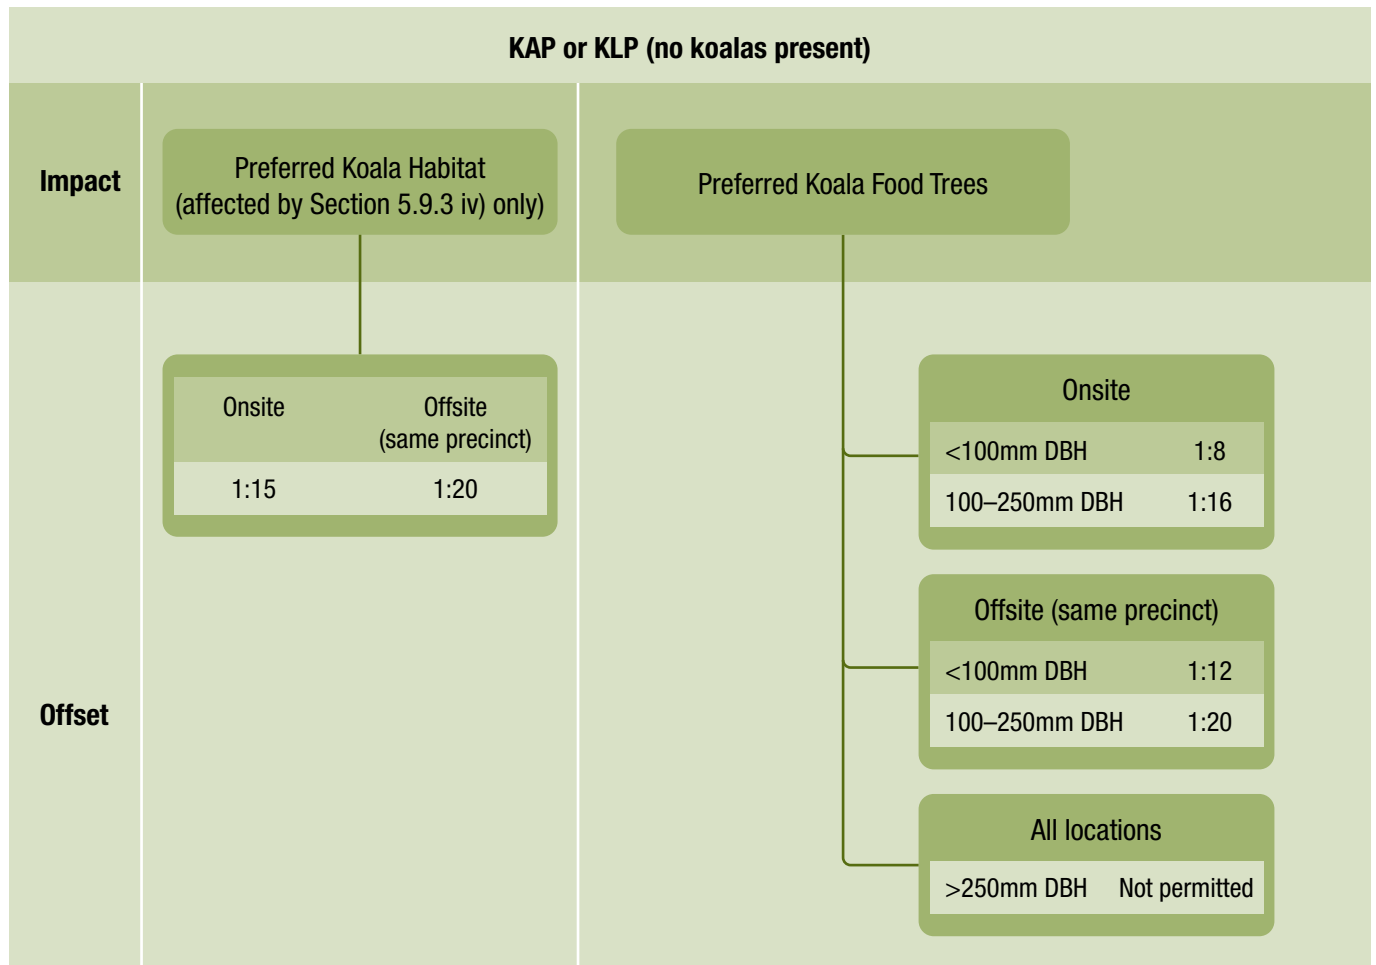 KAP or KLP (no koalas present)
Impact
Preferred Koala Habitat
(affected by Section 5.9.3 iv) only)
Preferred Koala Food Trees
Offset
Onsite Offsite
(same precinct)
1:15 1:20
Onsite
<100mm DBH 1:8
100–250mm DBH 1:16
Offsite (same precinct)
<100mm DBH 1:12
100–250mm DBH 1:20
All locations
>250mm DBH Not permitted